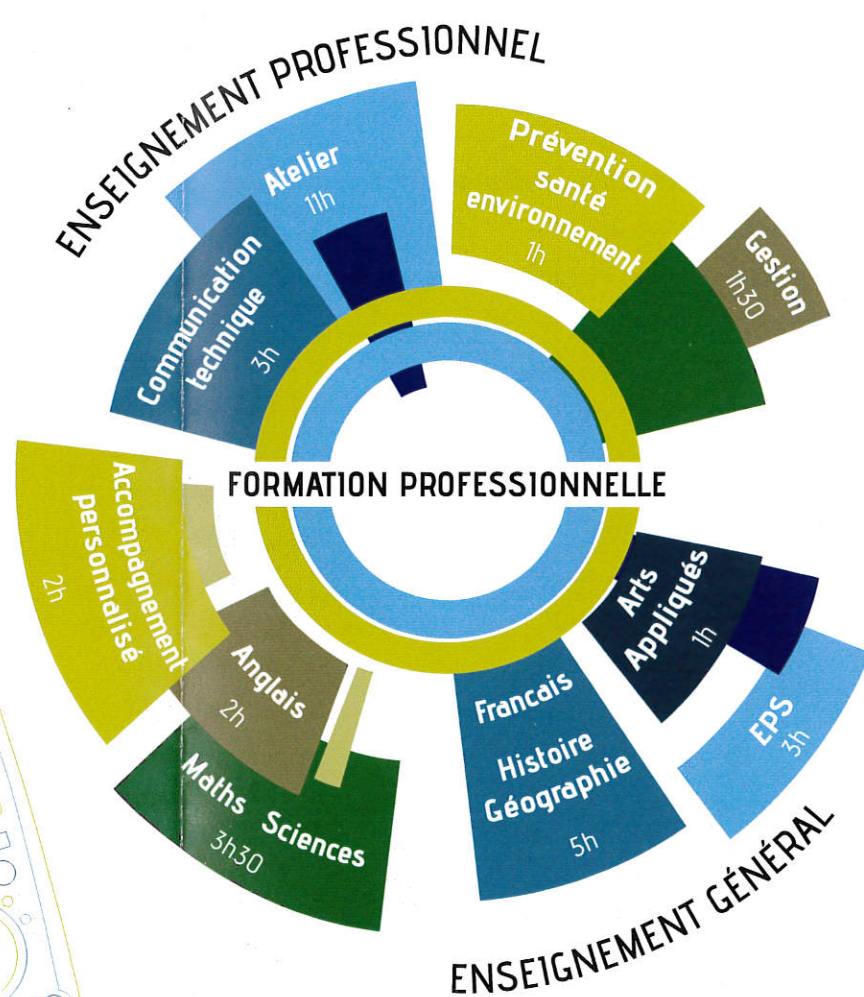 ENSEIGNEMENT PROFESSIONNEL
Atelier
11h
Communication
technique
3h
Prévention
santé
environnement
1h
Gestion
1h30
FORMATION PROFESSIONNELLE
Accompagnement
personnalisé
2h
Anglais
2h
Maths Sciences
3h30
Francais
Histoire
Géographie
5h
Arts
Appliqués
1h
EPS
3h
ENSEIGNEMENT GÉNÉRAL